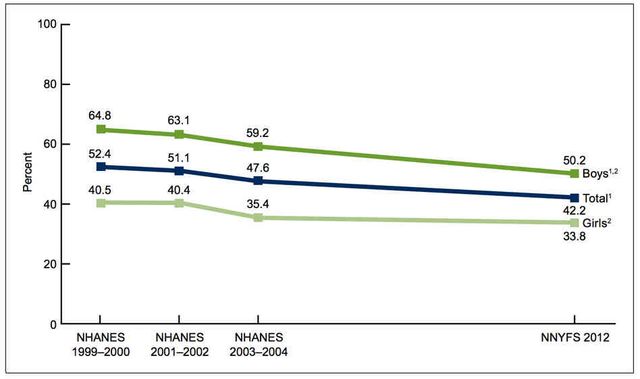 100
80
60
40
20
0
Percent
64.8
63.1
59.2
50.2
52.4
51.1
47.6
42.2
40.5
40.4
35.4
33.8
Boys1,2
Total1
Girls2
NHANES
1999–2000
NHANES
2001–2002
NHANES
2003–2004
NNYFS 2012